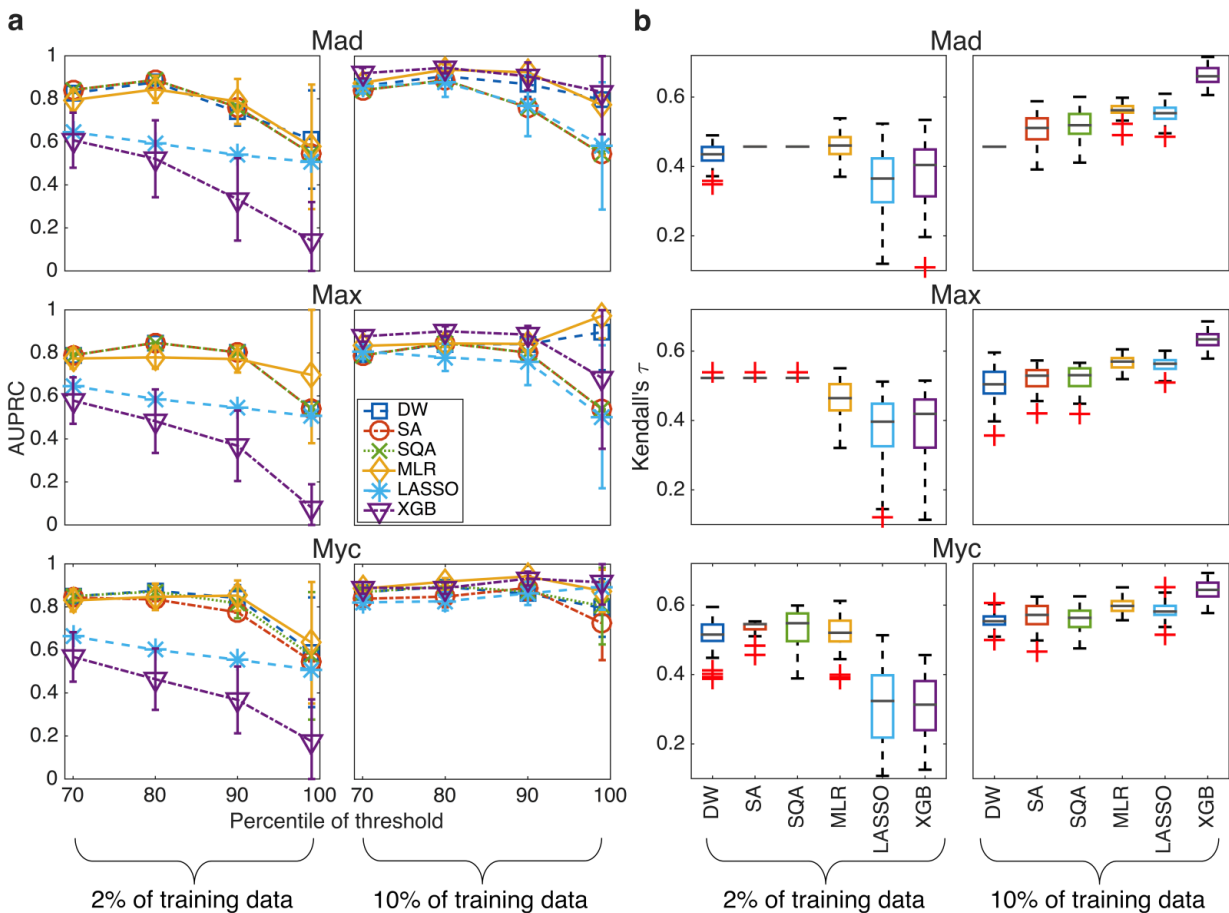 a
b
Mad
Mad
1
0.8
0.6
0.4
0.2
0
0.6
0.4
0.2
Max
Max
1
0.8
0.6
0.4
0.2
0
AUPRC
DW
SA
SQA
MLR
LASSO
XGB
Kendall's τ
0.6
0.4
0.2
Myc
Myc
1
0.8
0.6
0.4
0.2
0
70 80 90 100 70 80 90 100
Percentile of threshold
0.6
0.4
0.2
DW SA SQA MLR LASSO XGB DW SA SQA MLR LASSO XGB
2% of training data 10% of training data 2% of training data 10% of training data